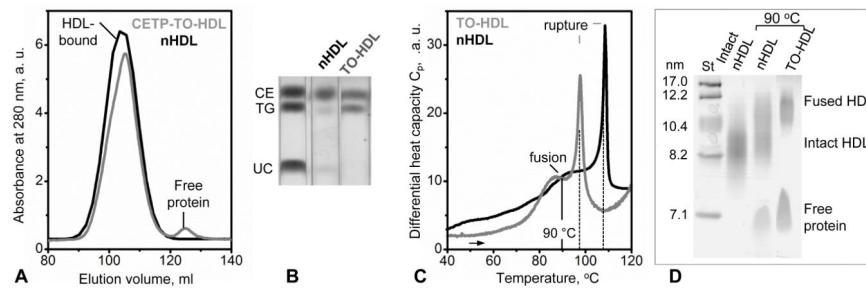 HDL-
bound
CETP-TO-HDL
nHDL
Absorbance at 280 nm, a. u.
6
4
2
0
Free
protein
80
100
120
140
A
Elution volume, ml
nHDL
TO-HDL
CE
TG
UC
B
TO-HDL
nHDL
rupture
Differential heat capacity Cₚ, .a. u.
30
20
10
0
fusion
90 °C
40
60
80
100
120
C
Temperature, °C
90 °C
nm
St
Intact
nHDL
nHDL
TO-HDL
17.0
12.2
10.4
8.2
7.1
Fused HD
Intact HDL
Free
protein
D